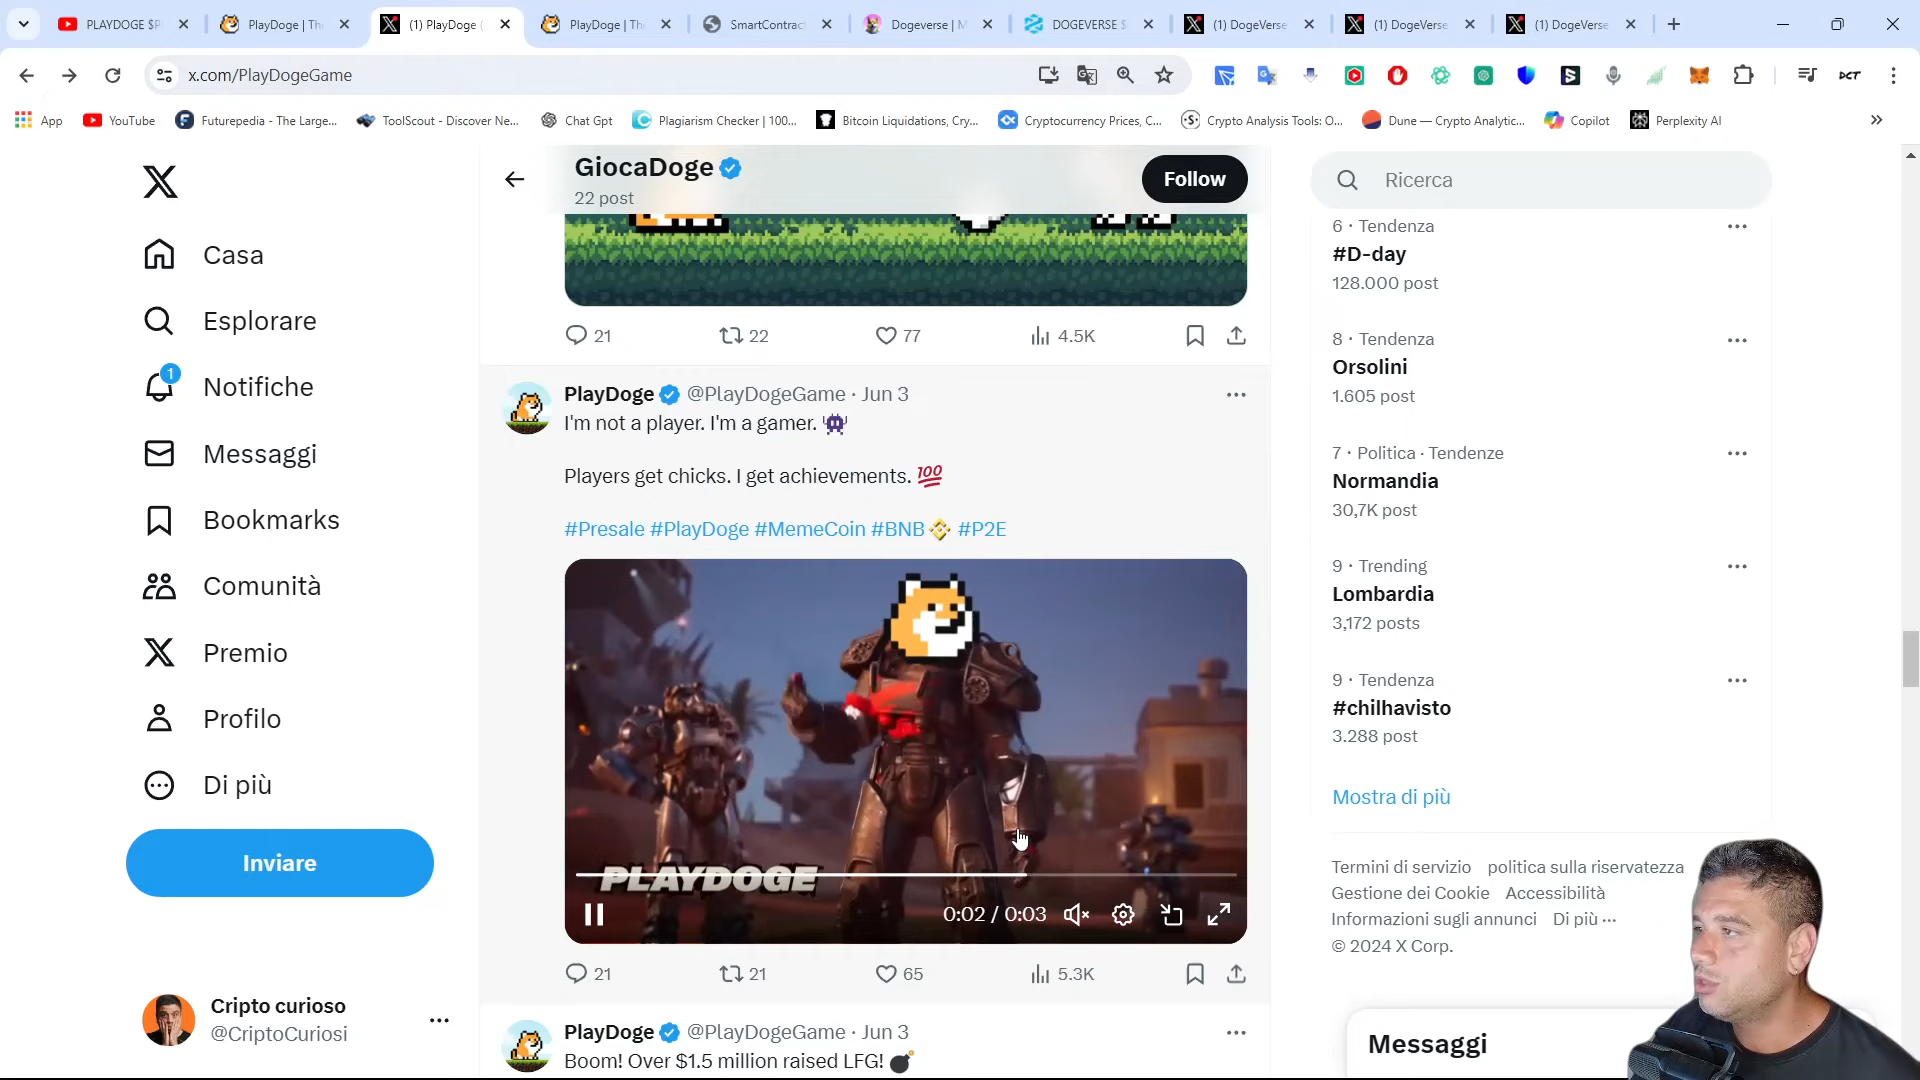 PLAYDOGE $P
PlayDoge | Th
(1) PlayDoge (
PlayDoge | Th
SmartContrac
Dogeverse | M
DOGEVERSE $
(1) DogeVerse
(1) DogeVerse
(1) DogeVerse
x.com/PlayDogeGame
App
YouTube
Futurepedia - The Large...
ToolScout - Discover Ne...
Chat Gpt
Plagiarism Checker | 100...
Bitcoin Liquidations, Cry...
Cryptocurrency Prices, C...
Crypto Analysis Tools: O...
Dune — Crypto Analytic...
Copilot
Perplexity AI
Casa
Esplorare
1
Notifiche
Messaggi
Bookmarks
Comunità
Premio
Profilo
Di più
Inviare
Cripto curioso
@CriptoCuriosi
GiocaDoge
22 post
Follow
21 22 77 4.5K
PlayDoge @PlayDogeGame · Jun 3
I'm not a player. I'm a gamer. 👾
Players get chicks. I get achievements. 💯
#Presale #PlayDoge #MemeCoin #BNB #P2E
PLAYDOGE
0:02 / 0:03
21 21 65 5.3K
PlayDoge @PlayDogeGame · Jun 3
Boom! Over $1.5 million raised LFG! 💣
Ricerca
6 · Tendenza
#D-day
128.000 post
8 · Tendenza
Orsolini
1.605 post
7 · Politica · Tendenze
Normandia
30,7K post
9 · Trending
Lombardia
3,172 posts
9 · Tendenza
#chilhavisto
3.288 post
Mostra di più
Termini di servizio politica sulla riservatezza
Gestione dei Cookie Accessibilità
Informazioni sugli annunci Di più ···
© 2024 X Corp.
Messaggi